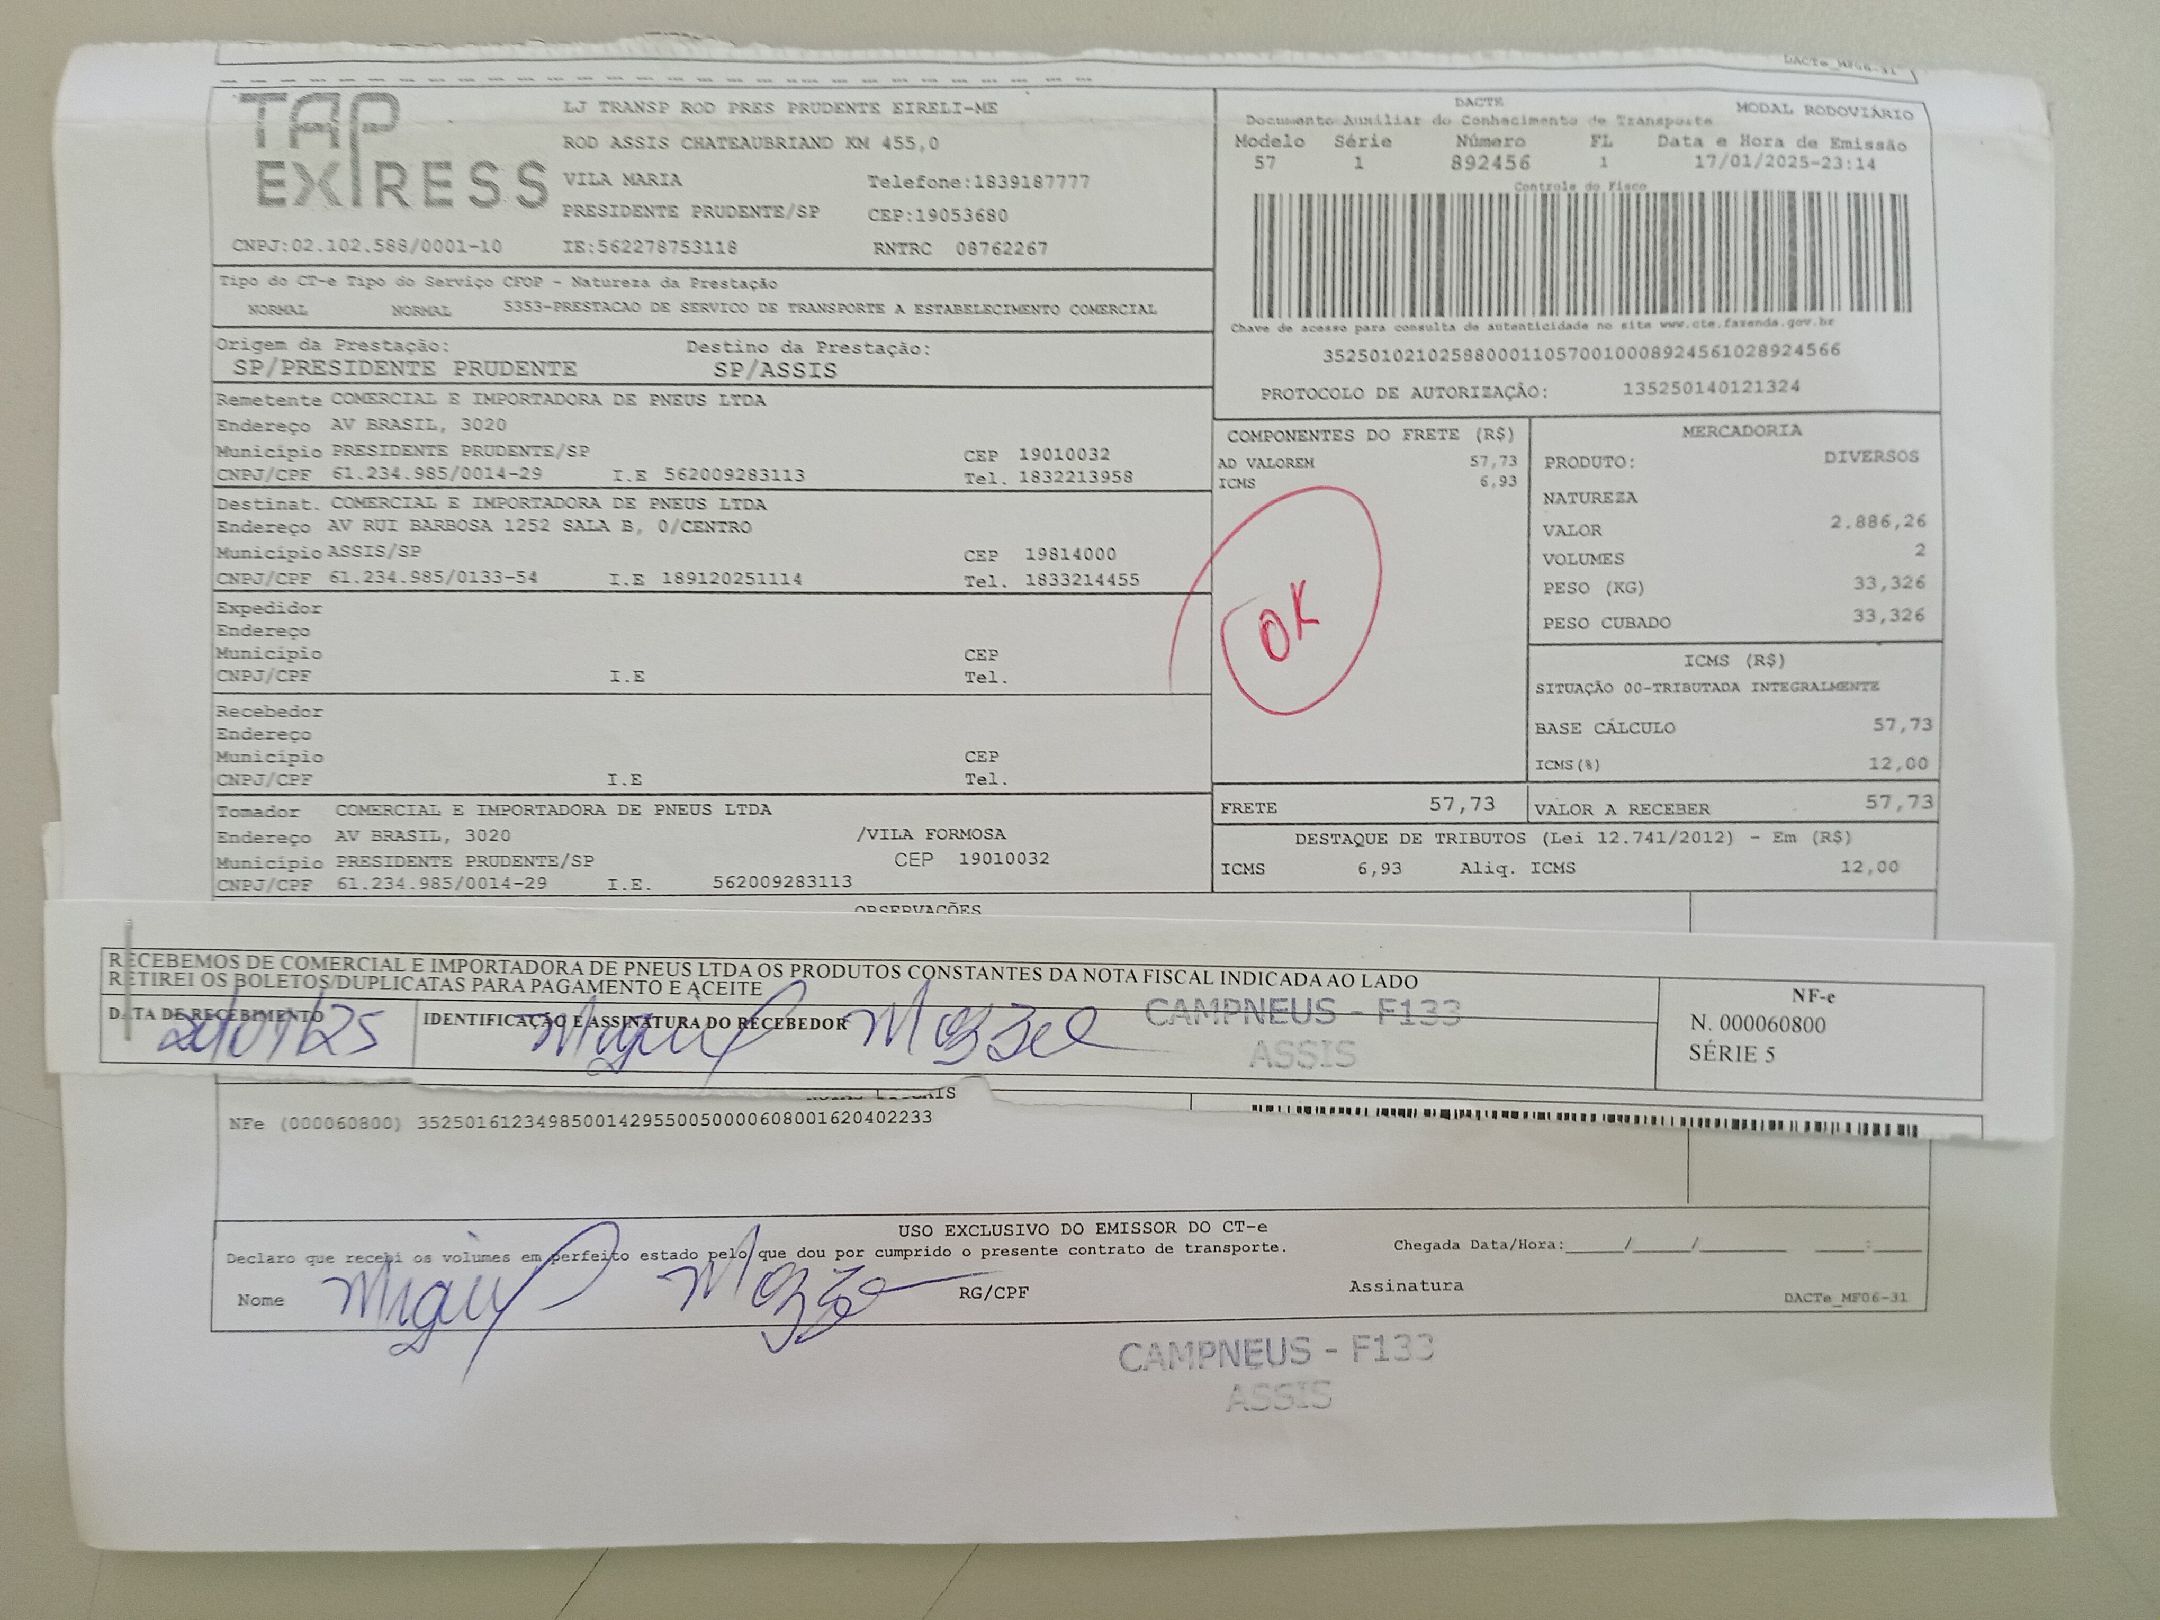 DACTe_MF06-31
TAP EXPRESS
LJ TRANSP ROD PRES PRUDENTE EIRELI-ME
ROD ASSIS CHATEAUBRIAND KM 455,0
VILA MARIA Telefone:1839187777
PRESIDENTE PRUDENTE/SP CEP:19053680
CNPJ:02.102.588/0001-10 IE:562278753118 RNTRC 08762267
DACTE MODAL RODOVIÁRIO
Documento Auxiliar do Conhecimento de Transporte
Modelo Série Número FL Data e Hora de Emissão
57 1 892456 1 17/01/2025-23:14
Controle do Fisco
Chave de acesso para consulta de autenticidade no site www.cte.fazenda.gov.br
35250102102588000110570010008924561028924566
PROTOCOLO DE AUTORIZAÇÃO: 135250140121324
Tipo do CT-e Tipo do Serviço CFOP - Natureza da Prestação
NORMAL NORMAL 5353-PRESTACAO DE SERVICO DE TRANSPORTE A ESTABELECIMENTO COMERCIAL
Origem da Prestação: Destino da Prestação:
SP/PRESIDENTE PRUDENTE SP/ASSIS
Remetente COMERCIAL E IMPORTADORA DE PNEUS LTDA
Endereço AV BRASIL, 3020
Município PRESIDENTE PRUDENTE/SP CEP 19010032
CNPJ/CPF 61.234.985/0014-29 I.E 562009283113 Tel. 1832213958
Destinat. COMERCIAL E IMPORTADORA DE PNEUS LTDA
Endereço AV RUI BARBOSA 1252 SALA B, 0/CENTRO
Município ASSIS/SP CEP 19814000
CNPJ/CPF 61.234.985/0133-54 I.E 189120251114 Tel. 1833214455
Expedidor
Endereço
Município CEP
CNPJ/CPF I.E Tel.
Recebedor
Endereço
Município CEP
CNPJ/CPF I.E Tel.
Tomador COMERCIAL E IMPORTADORA DE PNEUS LTDA
Endereço AV BRASIL, 3020 /VILA FORMOSA
Município PRESIDENTE PRUDENTE/SP CEP 19010032
CNPJ/CPF 61.234.985/0014-29 I.E. 562009283113
COMPONENTES DO FRETE (R$)
AD VALOREM 57,73
ICMS 6,93
OK
MERCADORIA
PRODUTO: DIVERSOS
NATUREZA
VALOR 2.886,26
VOLUMES 2
PESO (KG) 33,326
PESO CUBADO 33,326
ICMS (R$)
SITUAÇÃO 00-TRIBUTADA INTEGRALMENTE
BASE CÁLCULO 57,73
ICMS(%) 12,00
FRETE 57,73 VALOR A RECEBER 57,73
DESTAQUE DE TRIBUTOS (Lei 12.741/2012) - Em (R$)
ICMS 6,93 Aliq. ICMS 12,00
OBSERVAÇÕES
RECEBEMOS DE COMERCIAL E IMPORTADORA DE PNEUS LTDA OS PRODUTOS CONSTANTES DA NOTA FISCAL INDICADA AO LADO
RETIREI OS BOLETOS/DUPLICATAS PARA PAGAMENTO E ACEITE
DATA DE RECEBIMENTO IDENTIFICAÇÃO E ASSINATURA DO RECEBEDOR
Miguel
CAMPNEUS - F133
ASSIS
NF-e
N. 000060800
SÉRIE 5
NFe (000060800) 35250161234985001429550050000608001620402233
USO EXCLUSIVO DO EMISSOR DO CT-e
Declaro que recebi os volumes em perfeito estado pelo que dou por cumprido o presente contrato de transporte. Chegada Data/Hora:____/____/______ ____:____
Nome Miguel RG/CPF Assinatura
DACTe_MF06-31
CAMPNEUS - F133
ASSIS